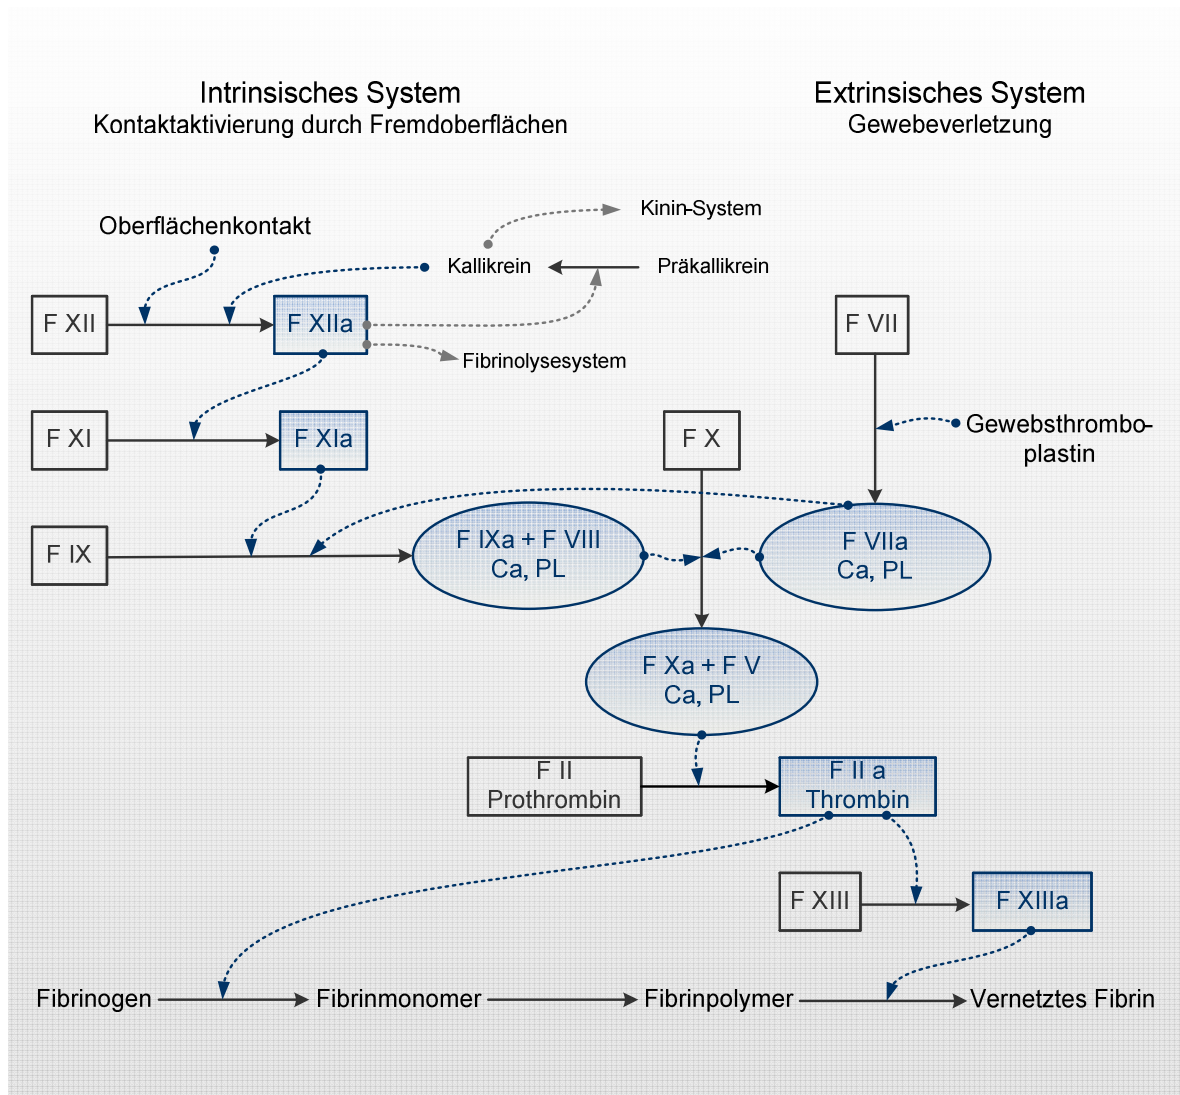 Intrinsisches System
Kontaktaktivierung durch Fremdoberflächen
Extrinsisches System
Gewebeverletzung
Kinin-System
Oberflächenkontakt
Kallikrein
Präkallikrein
F XII
F XIIa
F VII
Fibrinolysesystem
F XI
F XIa
F X
Gewebsthrombo-
plastin
F IX
F IXa + F VIII
Ca, PL
F VIIa
Ca, PL
F Xa + F V
Ca, PL
F II
Prothrombin
F II a
Thrombin
F XIII
F XIIIa
Fibrinogen
Fibrinmonomer
Fibrinpolymer
Vernetztes Fibrin